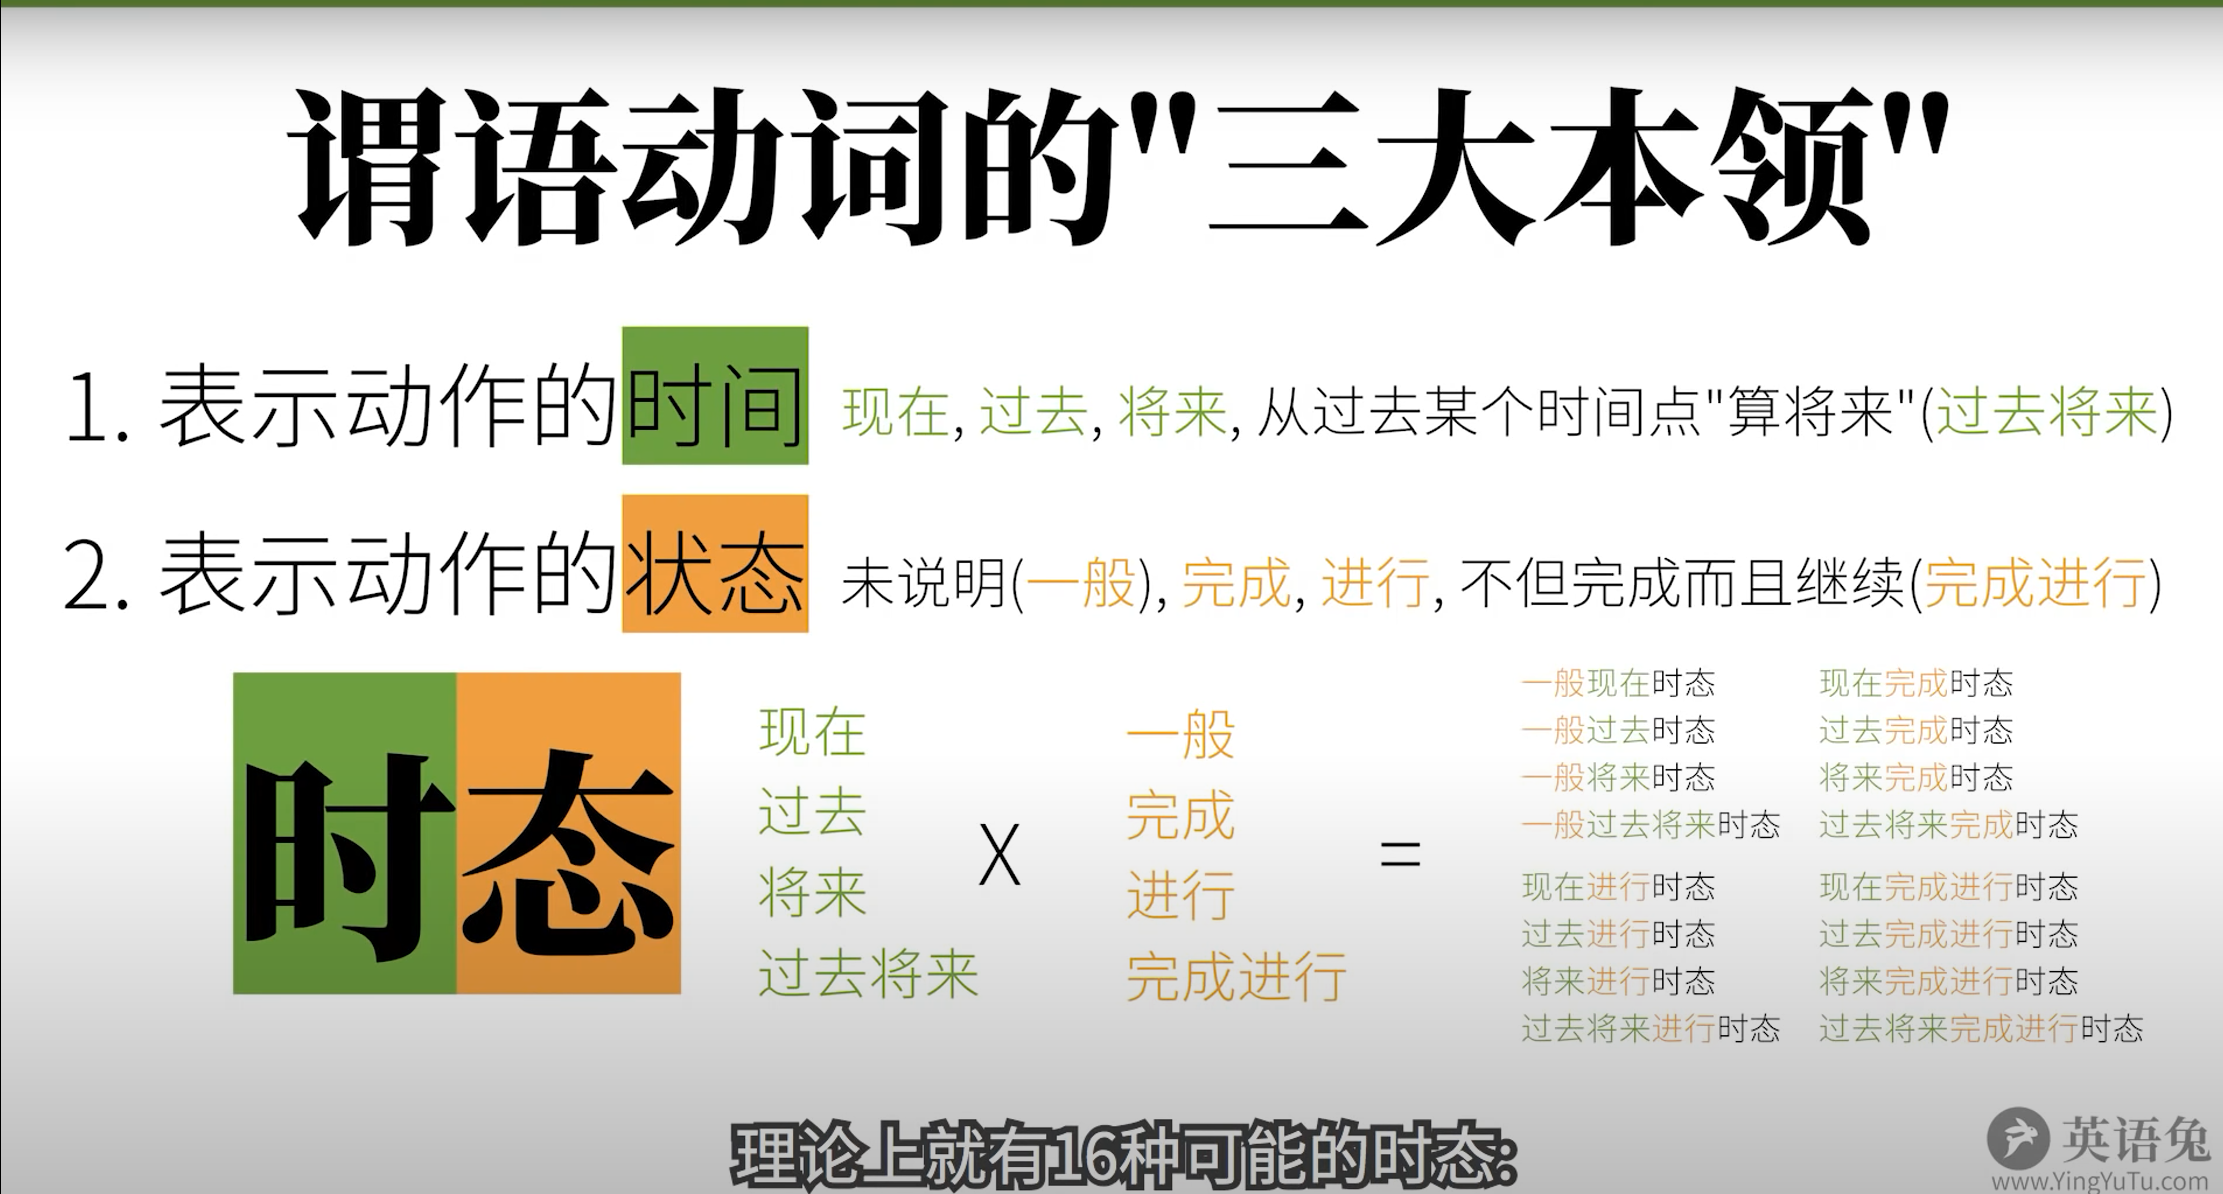 谓语动词的"三大本领"
1. 表示动作的时间 现在, 过去, 将来, 从过去某个时间点"算将来"(过去将来)
2. 表示动作的状态 未说明(一般), 完成, 进行, 不但完成而且继续(完成进行)
时态
现在
过去
将来
过去将来
X
一般
完成
进行
完成进行
=
一般现在时态
一般过去时态
一般将来时态
一般过去将来时态
现在进行时态
过去进行时态
将来进行时态
过去将来进行时态
现在完成时态
过去完成时态
将来完成时态
过去将来完成时态
现在完成进行时态
过去完成进行时态
将来完成进行时态
过去将来完成进行时态
理论上就有16种可能的时态:
英语兔
www.YingYuTu.com